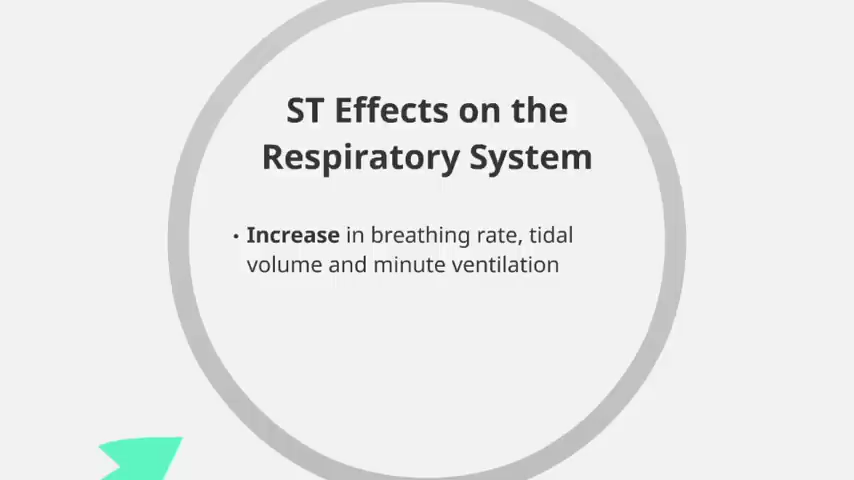 ST Effects on the
Respiratory System
• Increase in breathing rate, tidal
volume and minute ventilation